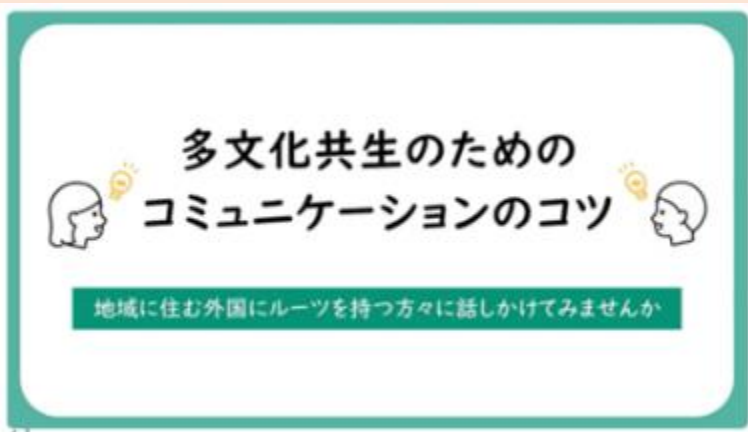 多文化共生のための
コミュニケーションのコツ
地域に住む外国にルーツを持つ方々に話しかけてみませんか